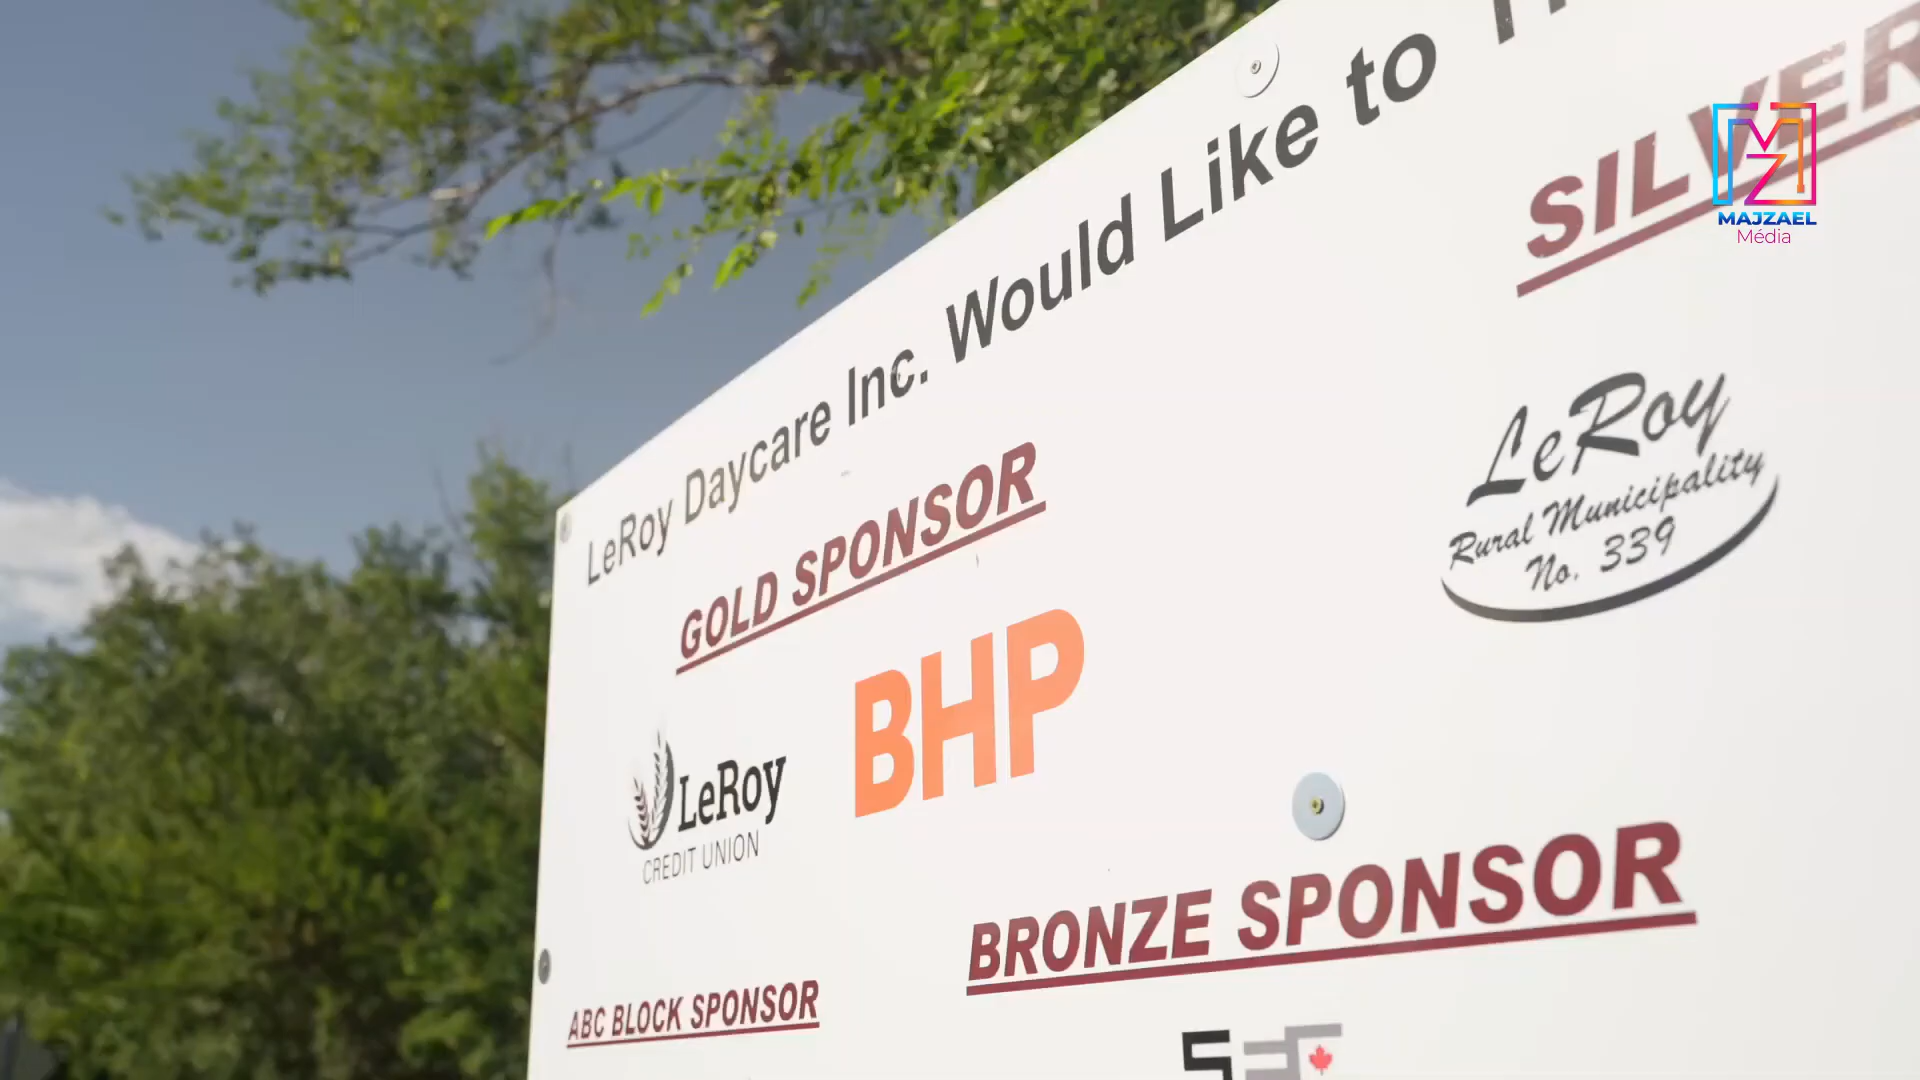 LeRoy Daycare Inc. Would Like to
SILVER
MAJZAEL
Média
GOLD SPONSOR
LeRoy
Rural Municipality
No. 339
BHP
LeRoy
CREDIT UNION
BRONZE SPONSOR
ABC BLOCK SPONSOR